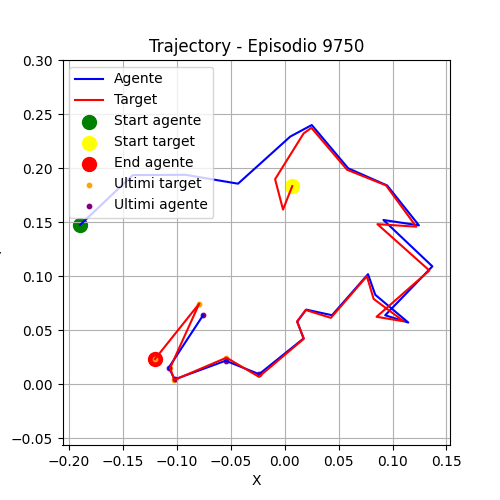 Trajectory - Episodio 9750
0.30
0.25
0.20
0.15
0.10
0.05
0.00
−0.05
Agente
Target
Start agente
Start target
End agente
Ultimi target
Ultimi agente
−0.20 −0.15 −0.10 −0.05 0.00 0.05 0.10 0.15
X